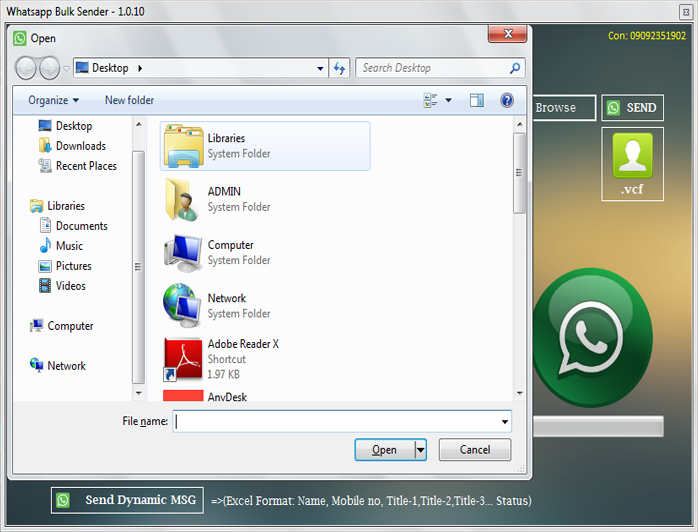 Whatsapp Bulk Sender - 1.0.10
Open
Con: 09092351902
Desktop
Search Desktop
Organize
New folder
Browse
SEND
Desktop
Downloads
Recent Places
Libraries
Documents
Music
Pictures
Videos
Computer
Network
Libraries
System Folder
ADMIN
System Folder
Computer
System Folder
Network
System Folder
Adobe Reader X
Shortcut
1.97 KB
AnyDesk
.vcf
File name:
Open
Cancel
Send Dynamic MSG
=>(Excel Format: Name, Mobile no, Title-1,Title-2,Title-3... Status)